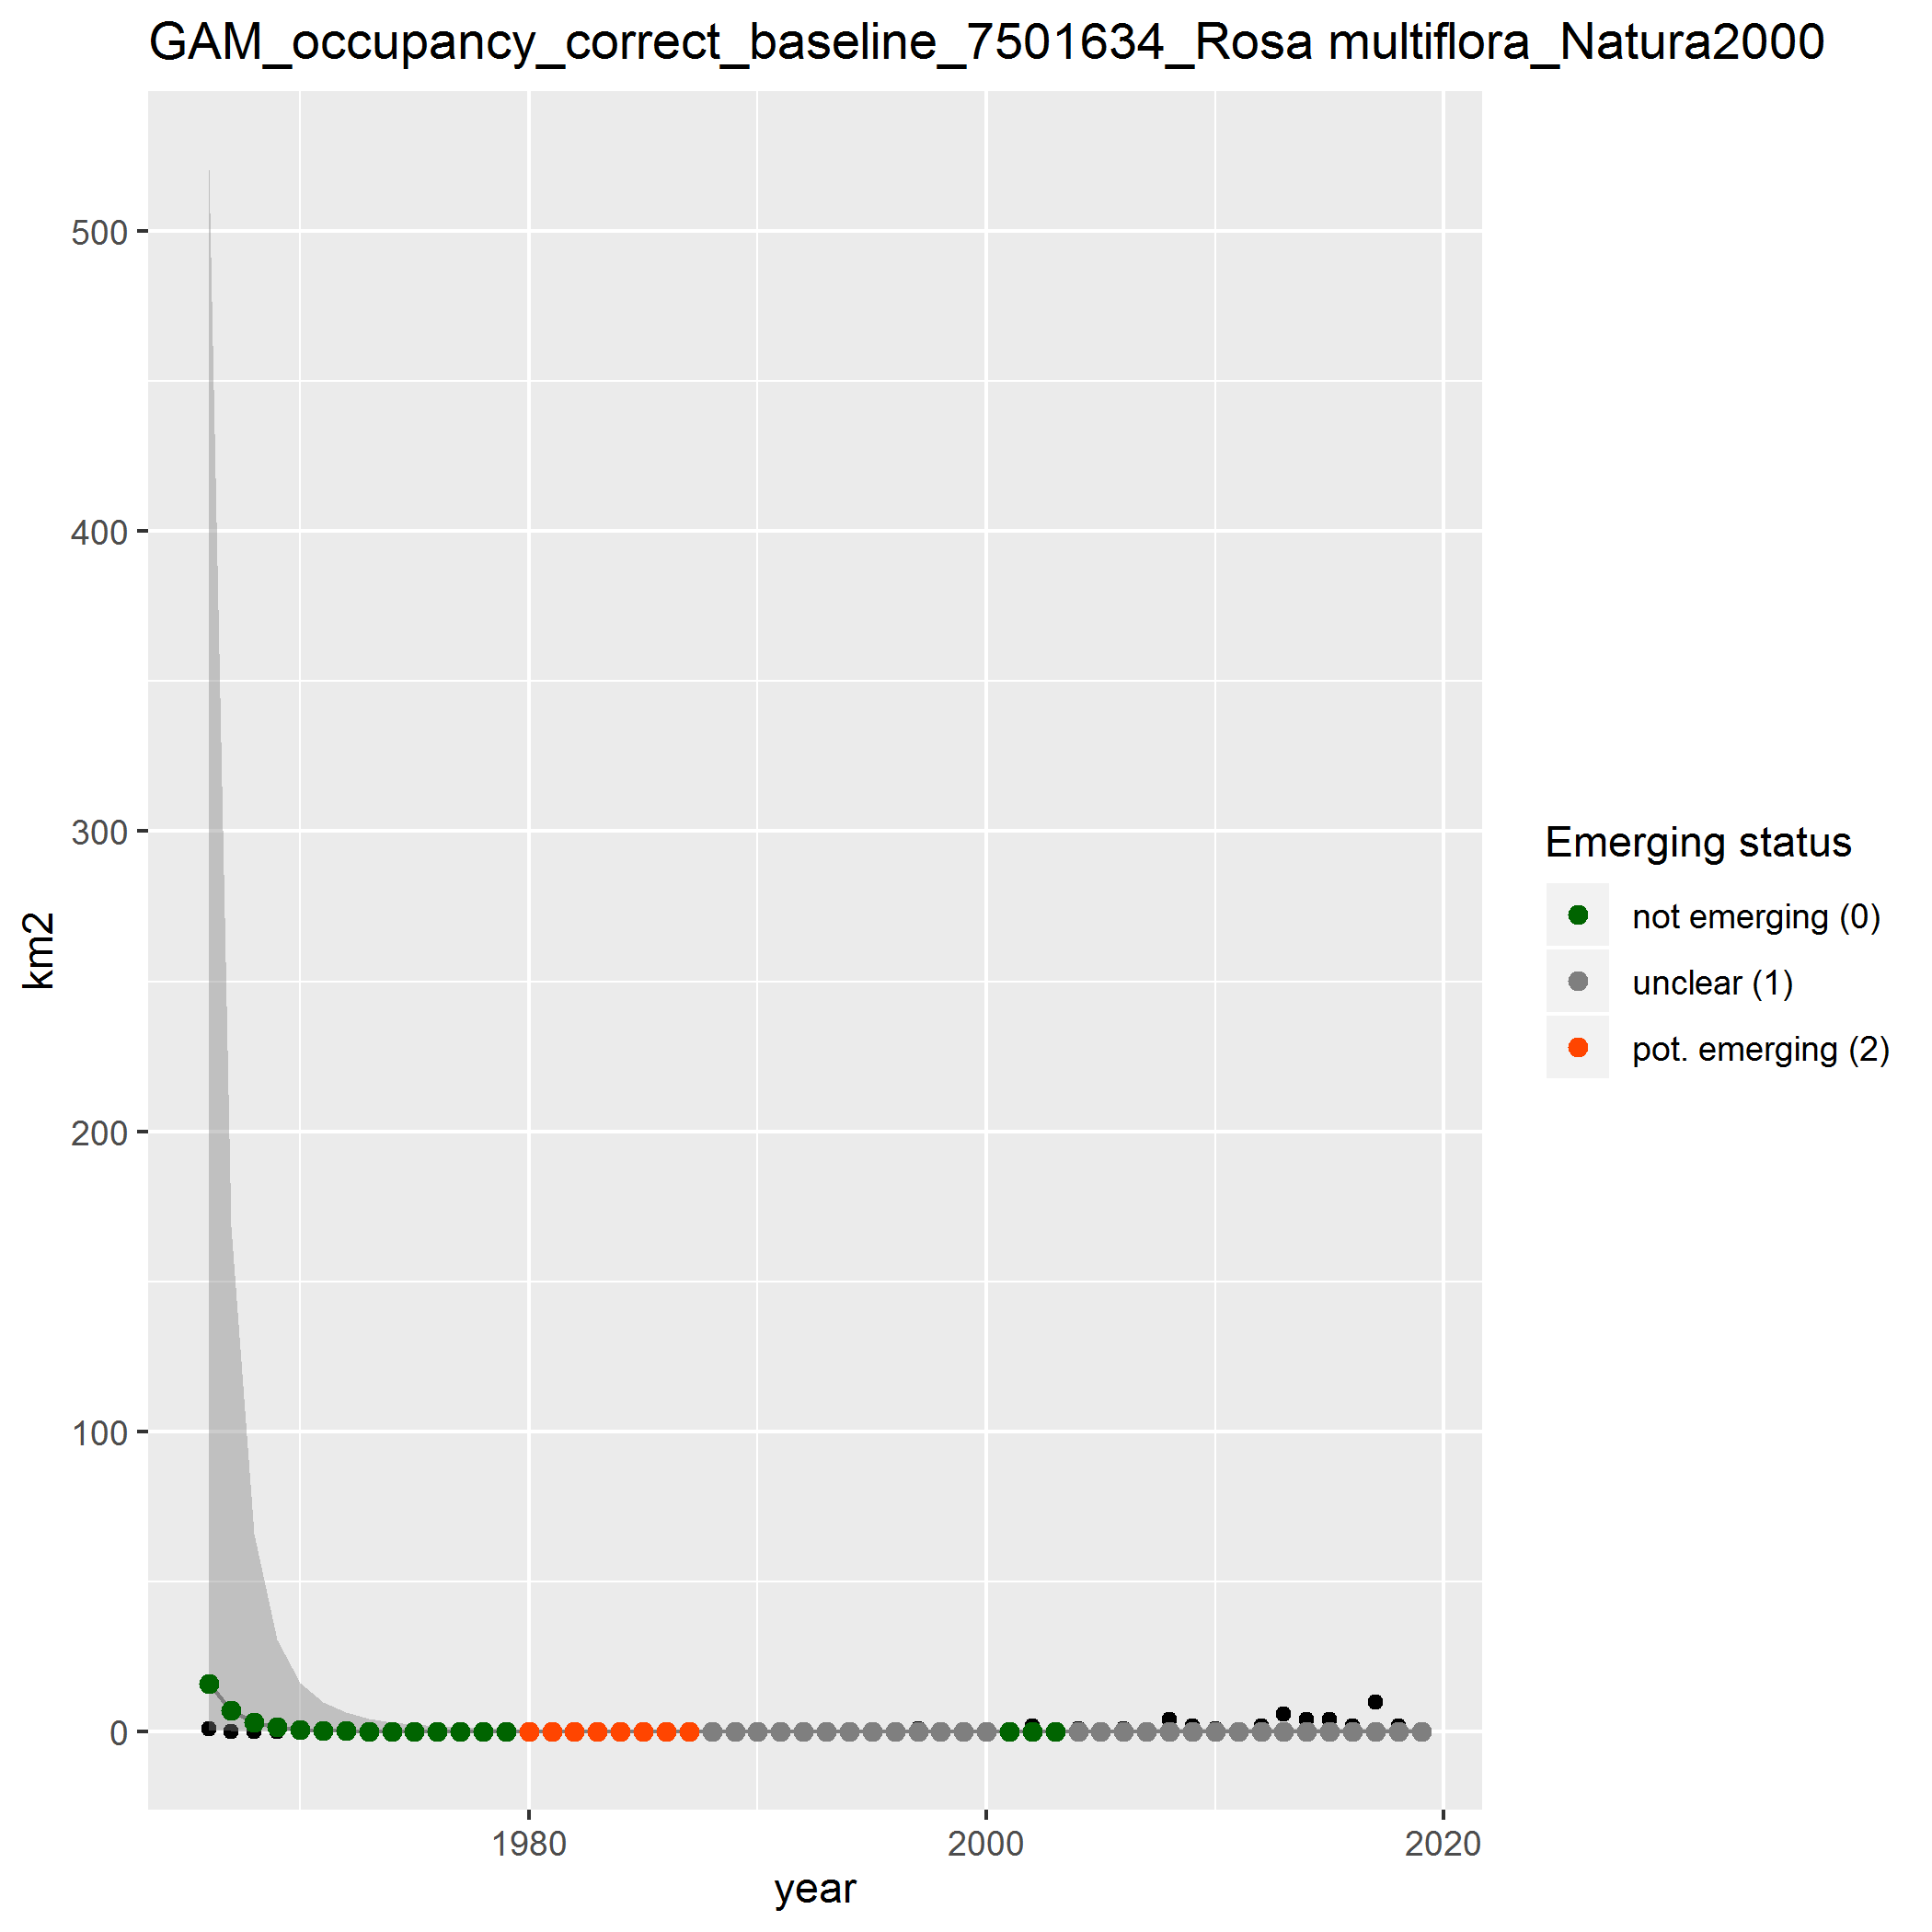 GAM_occupancy_correct_baseline_7501634_Rosa multiflora_Natura2000
500
400
300
200
100
0
km2
1980
2000
2020
year
Emerging status
not emerging (0)
unclear (1)
pot. emerging (2)